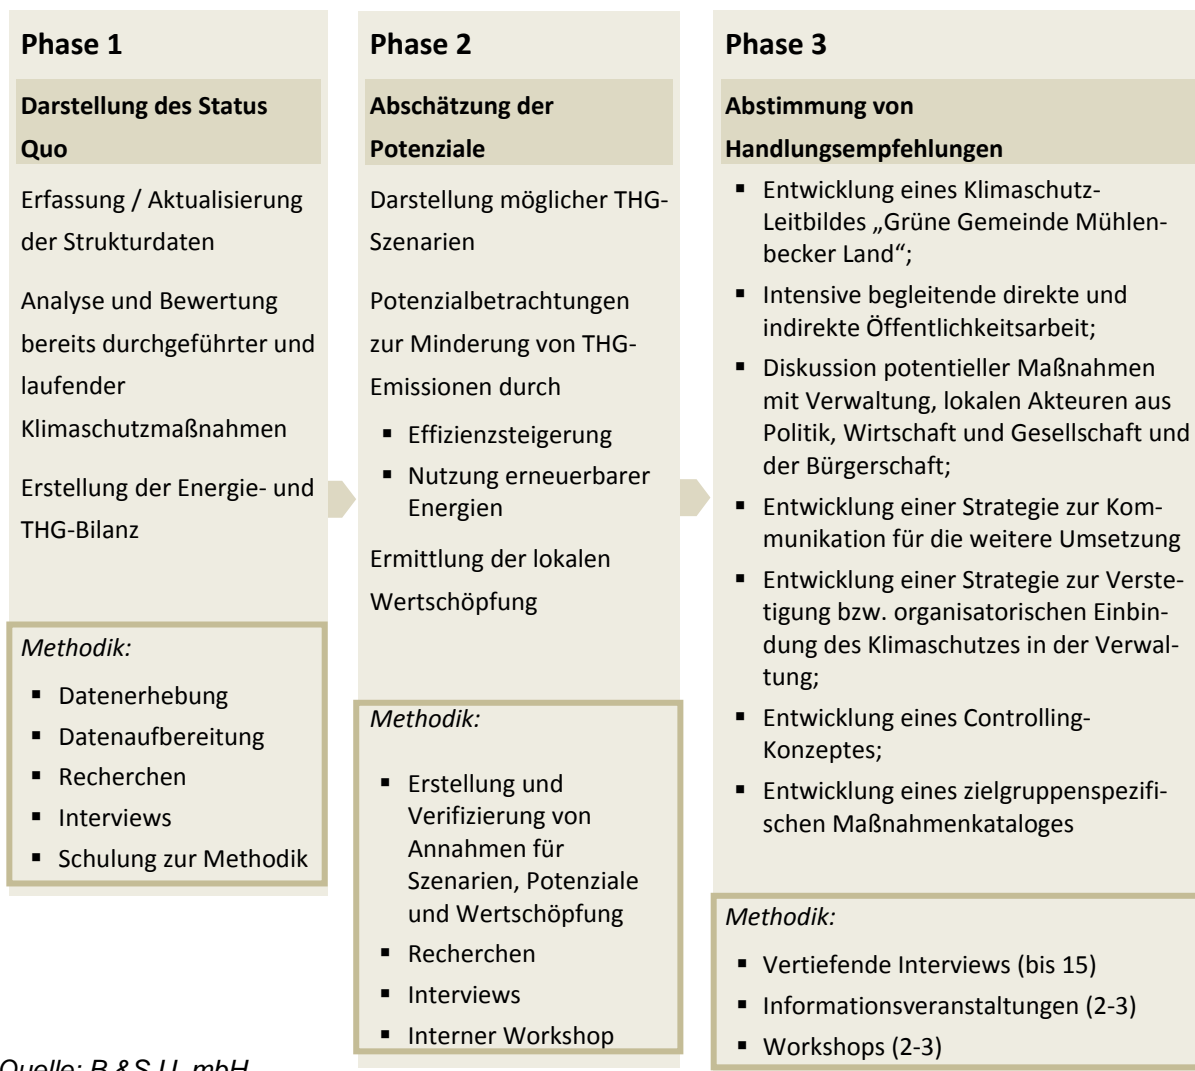 Phase 1
Darstellung des Status
Quo
Erfassung / Aktualisierung
der Strukturdaten
Analyse und Bewertung
bereits durchgeführter und
laufender
Klimaschutzmaßnahmen
Erstellung der Energie- und
THG-Bilanz
Methodik:
▪ Datenerhebung
▪ Datenaufbereitung
▪ Recherchen
▪ Interviews
▪ Schulung zur Methodik
Phase 2
Abschätzung der
Potenziale
Darstellung möglicher THG-
Szenarien
Potenzialbetrachtungen
zur Minderung von THG-
Emissionen durch
▪ Effizienzsteigerung
▪ Nutzung erneuerbarer
Energien
Ermittlung der lokalen
Wertschöpfung
Methodik:
▪ Erstellung und
Verifizierung von
Annahmen für
Szenarien, Potenziale
und Wertschöpfung
▪ Recherchen
▪ Interviews
▪ Interner Workshop
Phase 3
Abstimmung von
Handlungsempfehlungen
▪ Entwicklung eines Klimaschutz-
Leitbildes „Grüne Gemeinde Mühlen-
becker Land“;
▪ Intensive begleitende direkte und
indirekte Öffentlichkeitsarbeit;
▪ Diskussion potentieller Maßnahmen
mit Verwaltung, lokalen Akteuren aus
Politik, Wirtschaft und Gesellschaft und
der Bürgerschaft;
▪ Entwicklung einer Strategie zur Kom-
munikation für die weitere Umsetzung
▪ Entwicklung einer Strategie zur Verste-
tigung bzw. organisatorischen Einbin-
dung des Klimaschutzes in der Verwal-
tung;
▪ Entwicklung eines Controlling-
Konzeptes;
▪ Entwicklung eines zielgruppenspezifi-
schen Maßnahmenkataloges
Methodik:
▪ Vertiefende Interviews (bis 15)
▪ Informationsveranstaltungen (2-3)
▪ Workshops (2-3)
Quelle: B.&S.U. mbH